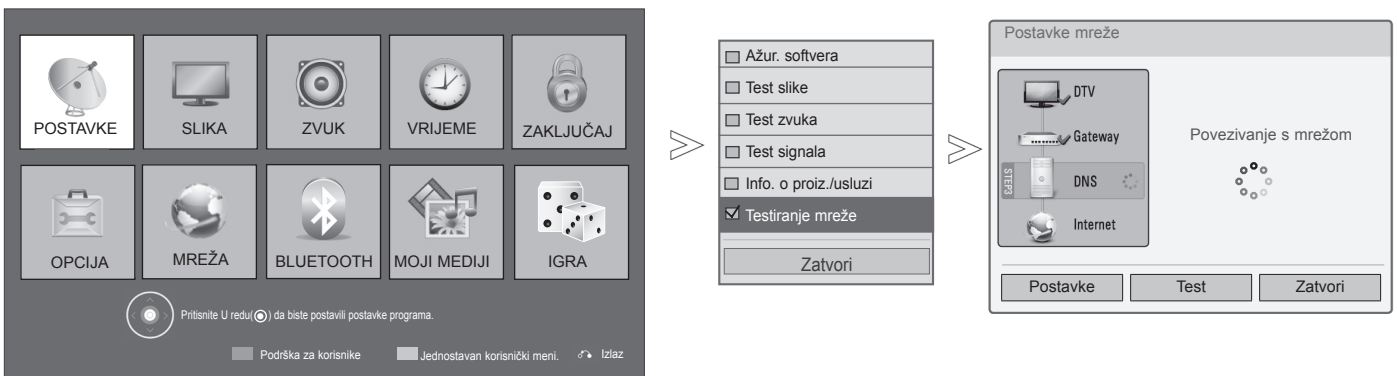 POSTAVKE
SLIKA
ZVUK
VRIJEME
ZAKLJUČAJ
OPCIJA
MREŽA
BLUETOOTH
MOJI MEDIJI
IGRA
Pritisnite U redu(◉) da biste postavili postavke programa.
Podrška za korisnike
Jednostavan korisnički meni.
Izlaz
Ažur. softvera
Test slike
Test zvuka
Test signala
Info. o proiz./usluzi
Testiranje mreže
Zatvori
Postavke mreže
DTV
Gateway
STEP3
DNS
Internet
Povezivanje s mrežom
Postavke
Test
Zatvori